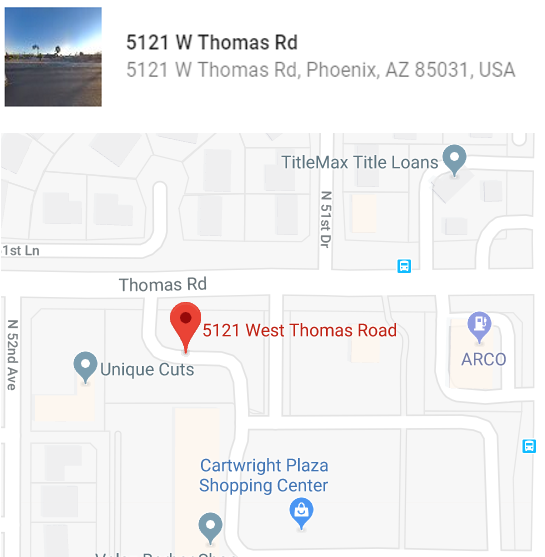 5121 W Thomas Rd
5121 W Thomas Rd, Phoenix, AZ 85031, USA
TitleMax Title Loans
N 51st Dr
1st Ln
Thomas Rd
5121 West Thomas Road
N 52nd Ave
ARCO
Unique Cuts
Cartwright Plaza
Shopping Center